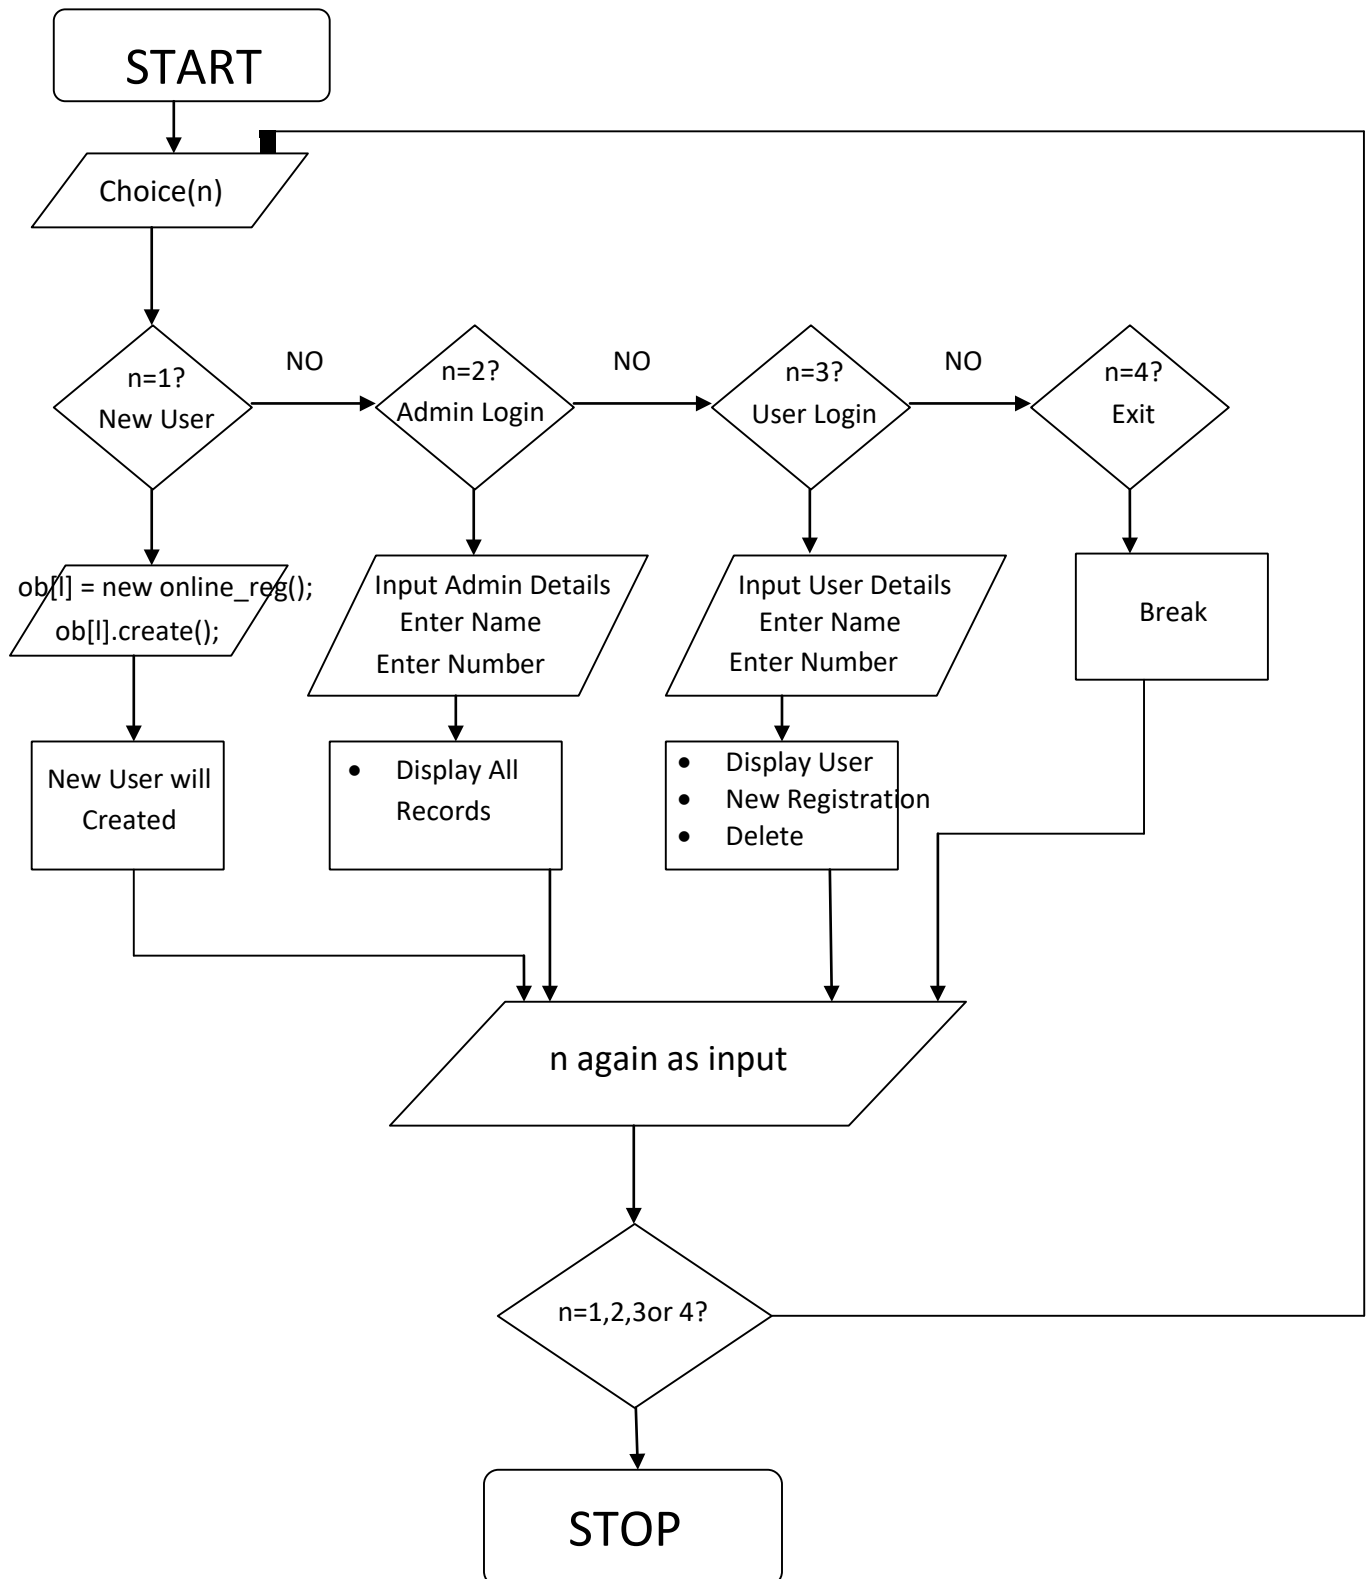 START
Choice(n)
n=1?
New User
NO
n=2?
Admin Login
NO
n=3?
User Login
NO
n=4?
Exit
ob[l] = new online_reg();
ob[l].create();
Input Admin Details
Enter Name
Enter Number
Input User Details
Enter Name
Enter Number
Break
New User will
Created
• Display All
Records
• Display User
• New Registration
• Delete
n again as input
n=1,2,3or 4?
STOP